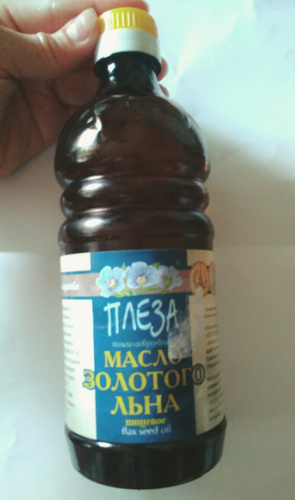 ПЛЕЗА
МАСЛО
ЗОЛОТОГО
ЛЬНА
пищевое
flax seed oil